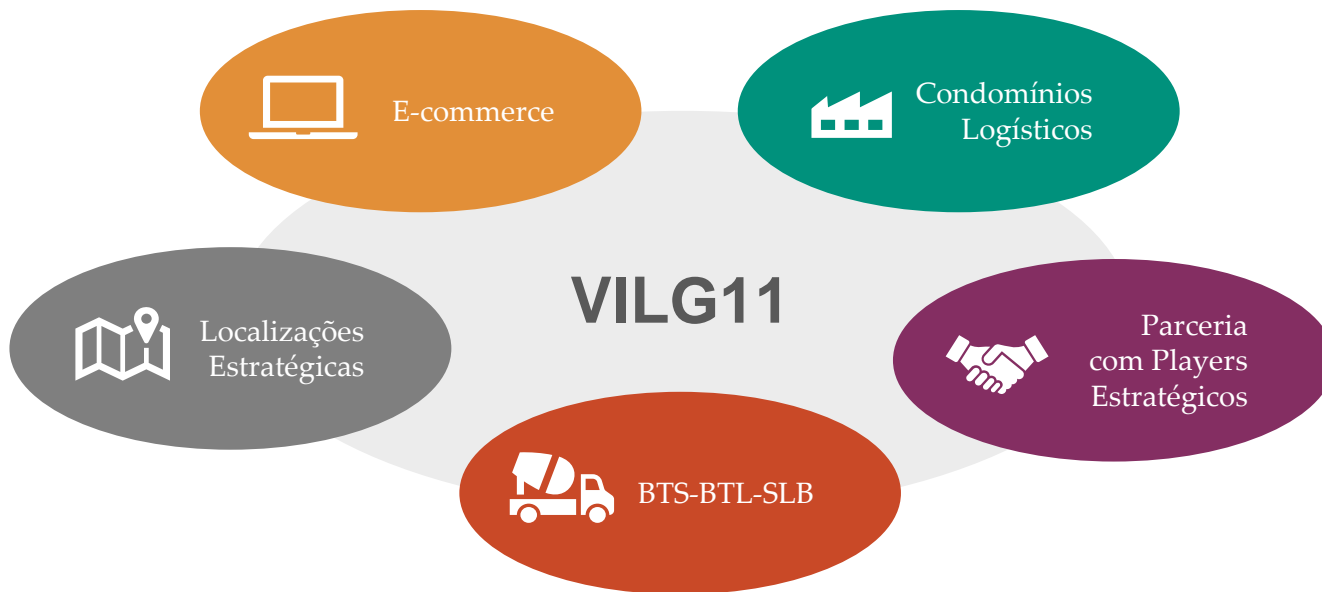 E-commerce
Condomínios
Logísticos
VILG11
Localizações
Estratégicas
Parceria
com Players
Estratégicos
BTS-BTL-SLB